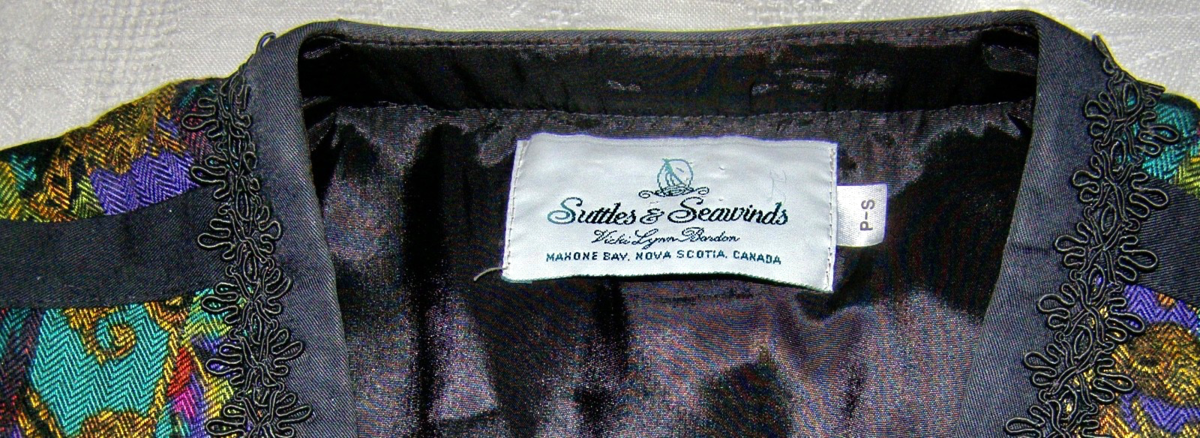 Suttles & Seawinds
Vicki Lynn Bardon
MAHONE BAY, NOVA SCOTIA, CANADA
P-S